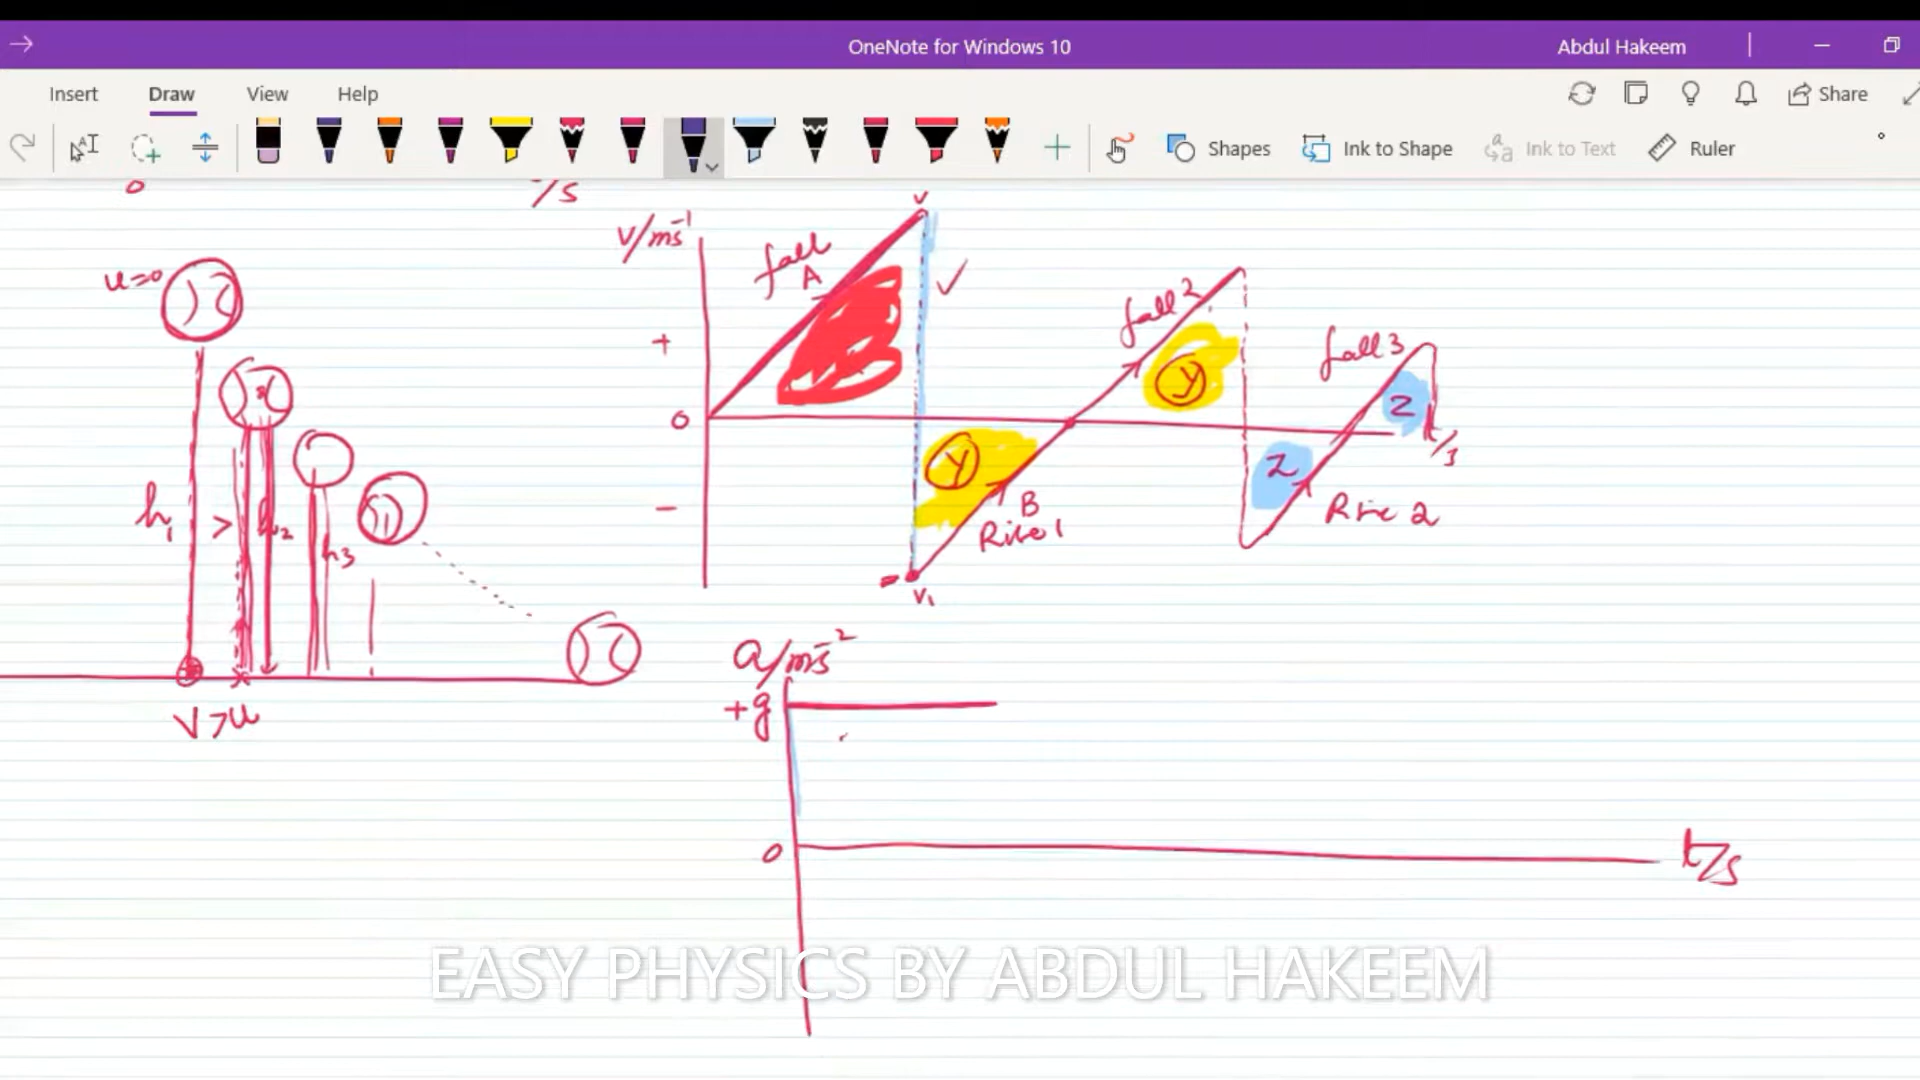 OneNote for Windows 10
Abdul Hakeem
Insert
Draw
View
Help
Share
Shapes
Ink to Shape
Ink to Text
Ruler
0
/s
v/ms⁻¹
+
0
-
v
fall
A
✓
y
B
Rise 1
v₁
fall 2
y
fall 3
z
z
Rise 2
t/s
u=0
h₁ > h₂
h₃
v>u
a/ms⁻²
+g
0
t/s
EASY PHYSICS BY ABDUL HAKEEM